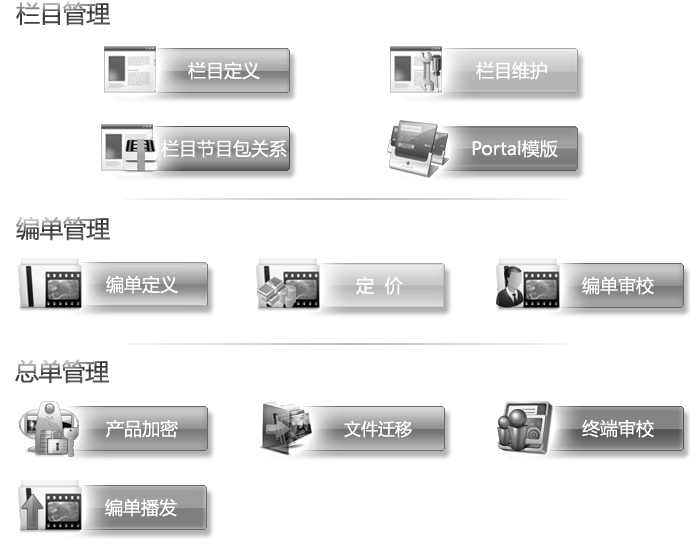 栏目管理
栏目定义
栏目维护
栏目节目包关系
Portal模版
编单管理
编单定义
定 价
编单审校
总单管理
产品加密
文件迁移
终端审校
编单播发